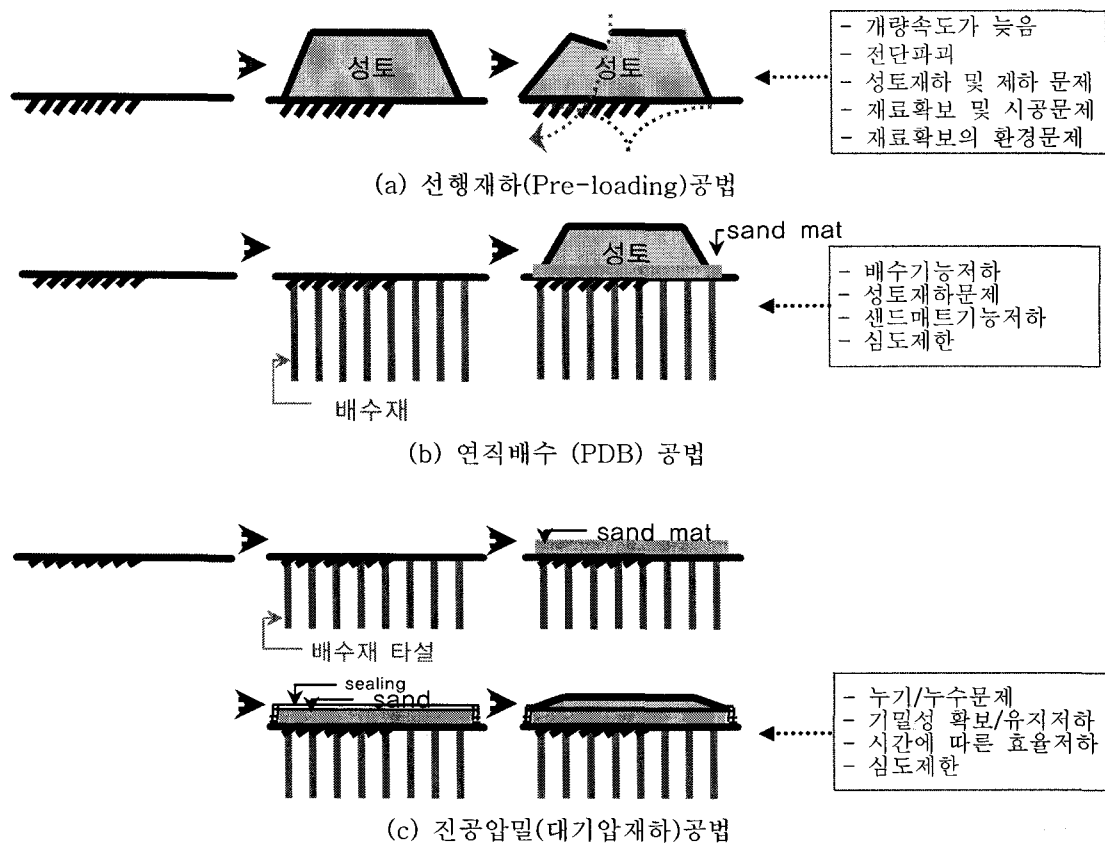 성토
성토
- 개량속도가 늦음
- 전단파괴
- 성토재하 및 제하 문제
- 재료확보 및 시공문제
- 재료확보의 환경문제
(a) 선행재하(Pre-loading)공법
sand mat
성토
배수재
- 배수기능저하
- 성토재하문제
- 샌드매트기능저하
- 심도제한
(b) 연직배수 (PDB) 공법
sand mat
배수재 타설
sealing
sand
- 누기/누수문제
- 기밀성 확보/유지저하
- 시간에 따른 효율저하
- 심도제한
(c) 진공압밀(대기압재하)공법